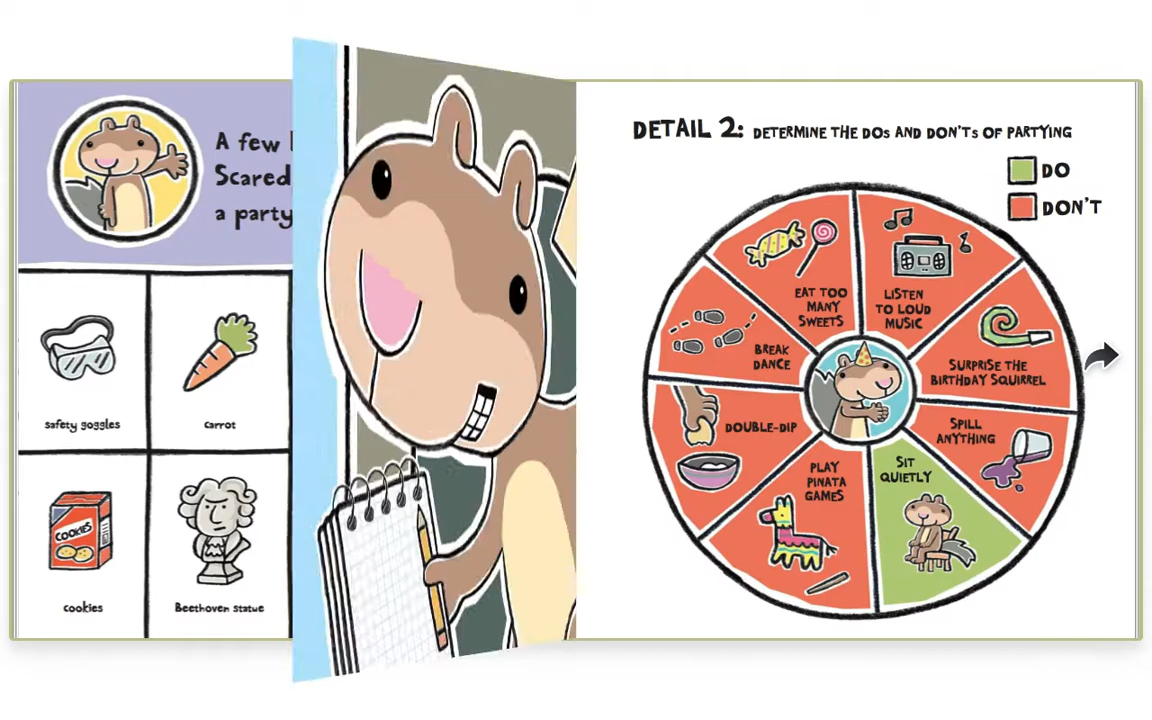 A few
Scared
a party
safety goggles
carrot
COOKIES
cookies
Beethoven statue
DETAIL 2: DETERMINE THE DOs AND DON'Ts OF PARTYING
DO
DON'T
EAT TOO
MANY
SWEETS
LISTEN
TO LOUD
MUSIC
SURPRISE THE
BIRTHDAY SQUIRREL
SPILL
ANYTHING
SIT
QUIETLY
PLAY
PINATA
GAMES
DOUBLE-DIP
BREAK
DANCE